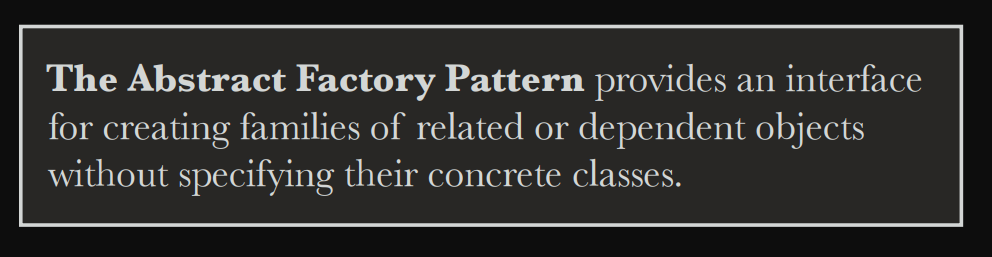 The Abstract Factory Pattern provides an interface
for creating families of related or dependent objects
without specifying their concrete classes.